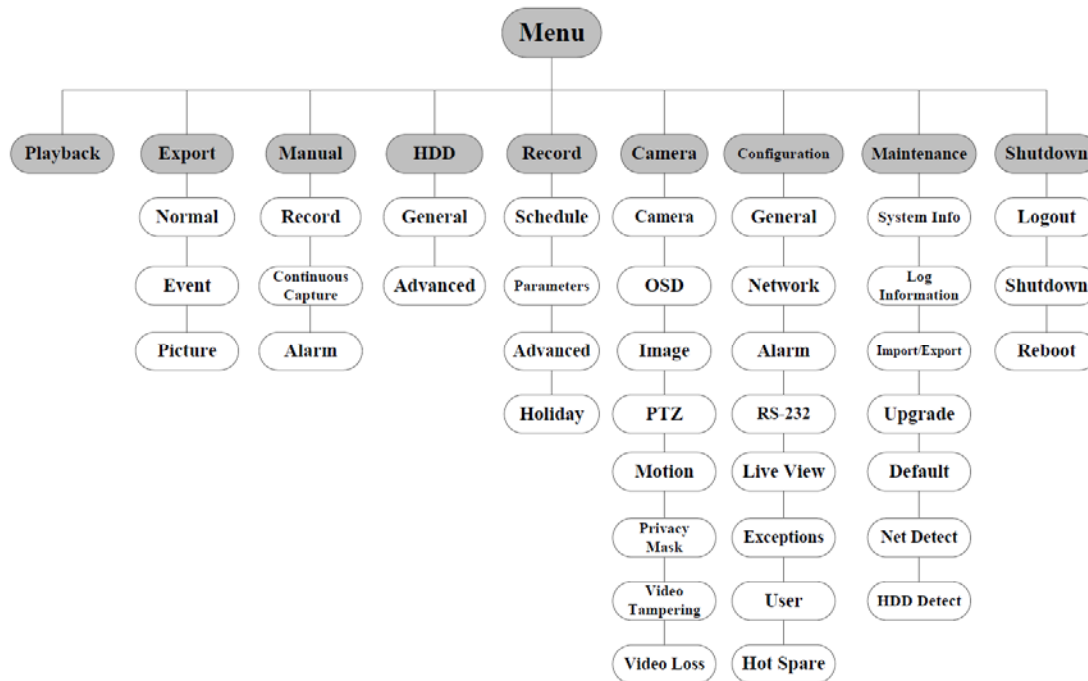 Menu
Playback
Export
Manual
HDD
Record
Camera
Configuration
Maintenance
Shutdown
Normal
Record
General
Schedule
Camera
General
System Info
Logout
Event
Continuous
Capture
Advanced
Parameters
OSD
Network
Log
Information
Shutdown
Picture
Alarm
Advanced
Image
Alarm
Import/Export
Reboot
Holiday
PTZ
RS-232
Upgrade
Motion
Live View
Default
Privacy
Mask
Exceptions
Net Detect
Video
Tampering
User
HDD Detect
Video Loss
Hot Spare